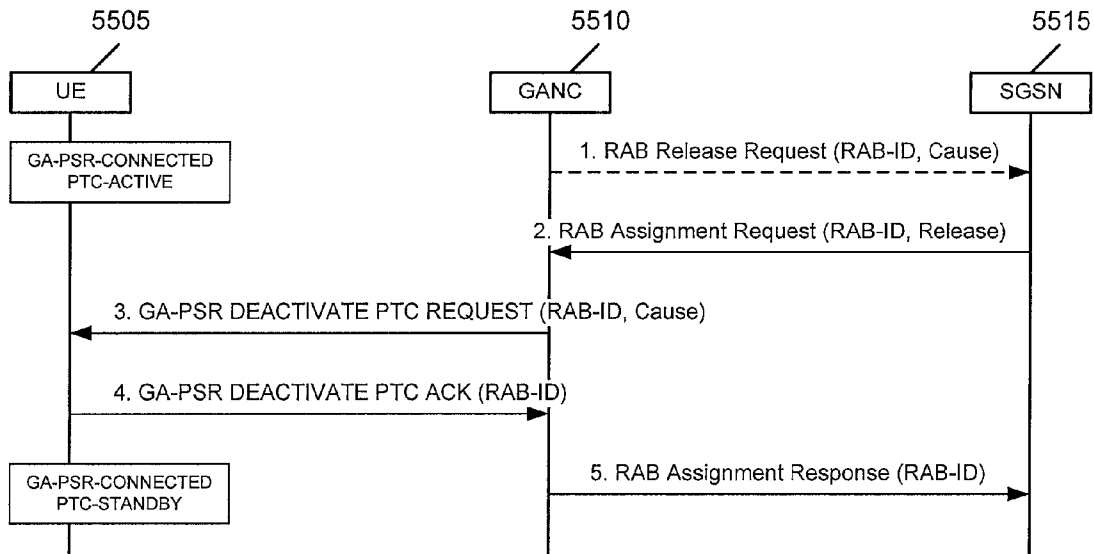 5505
5510
5515
UE
GANC
SGSN
GA-PSR-CONNECTED
PTC-ACTIVE
1. RAB Release Request (RAB-ID, Cause)
2. RAB Assignment Request (RAB-ID, Release)
3. GA-PSR DEACTIVATE PTC REQUEST (RAB-ID, Cause)
4. GA-PSR DEACTIVATE PTC ACK (RAB-ID)
GA-PSR-CONNECTED
PTC-STANDBY
5. RAB Assignment Response (RAB-ID)